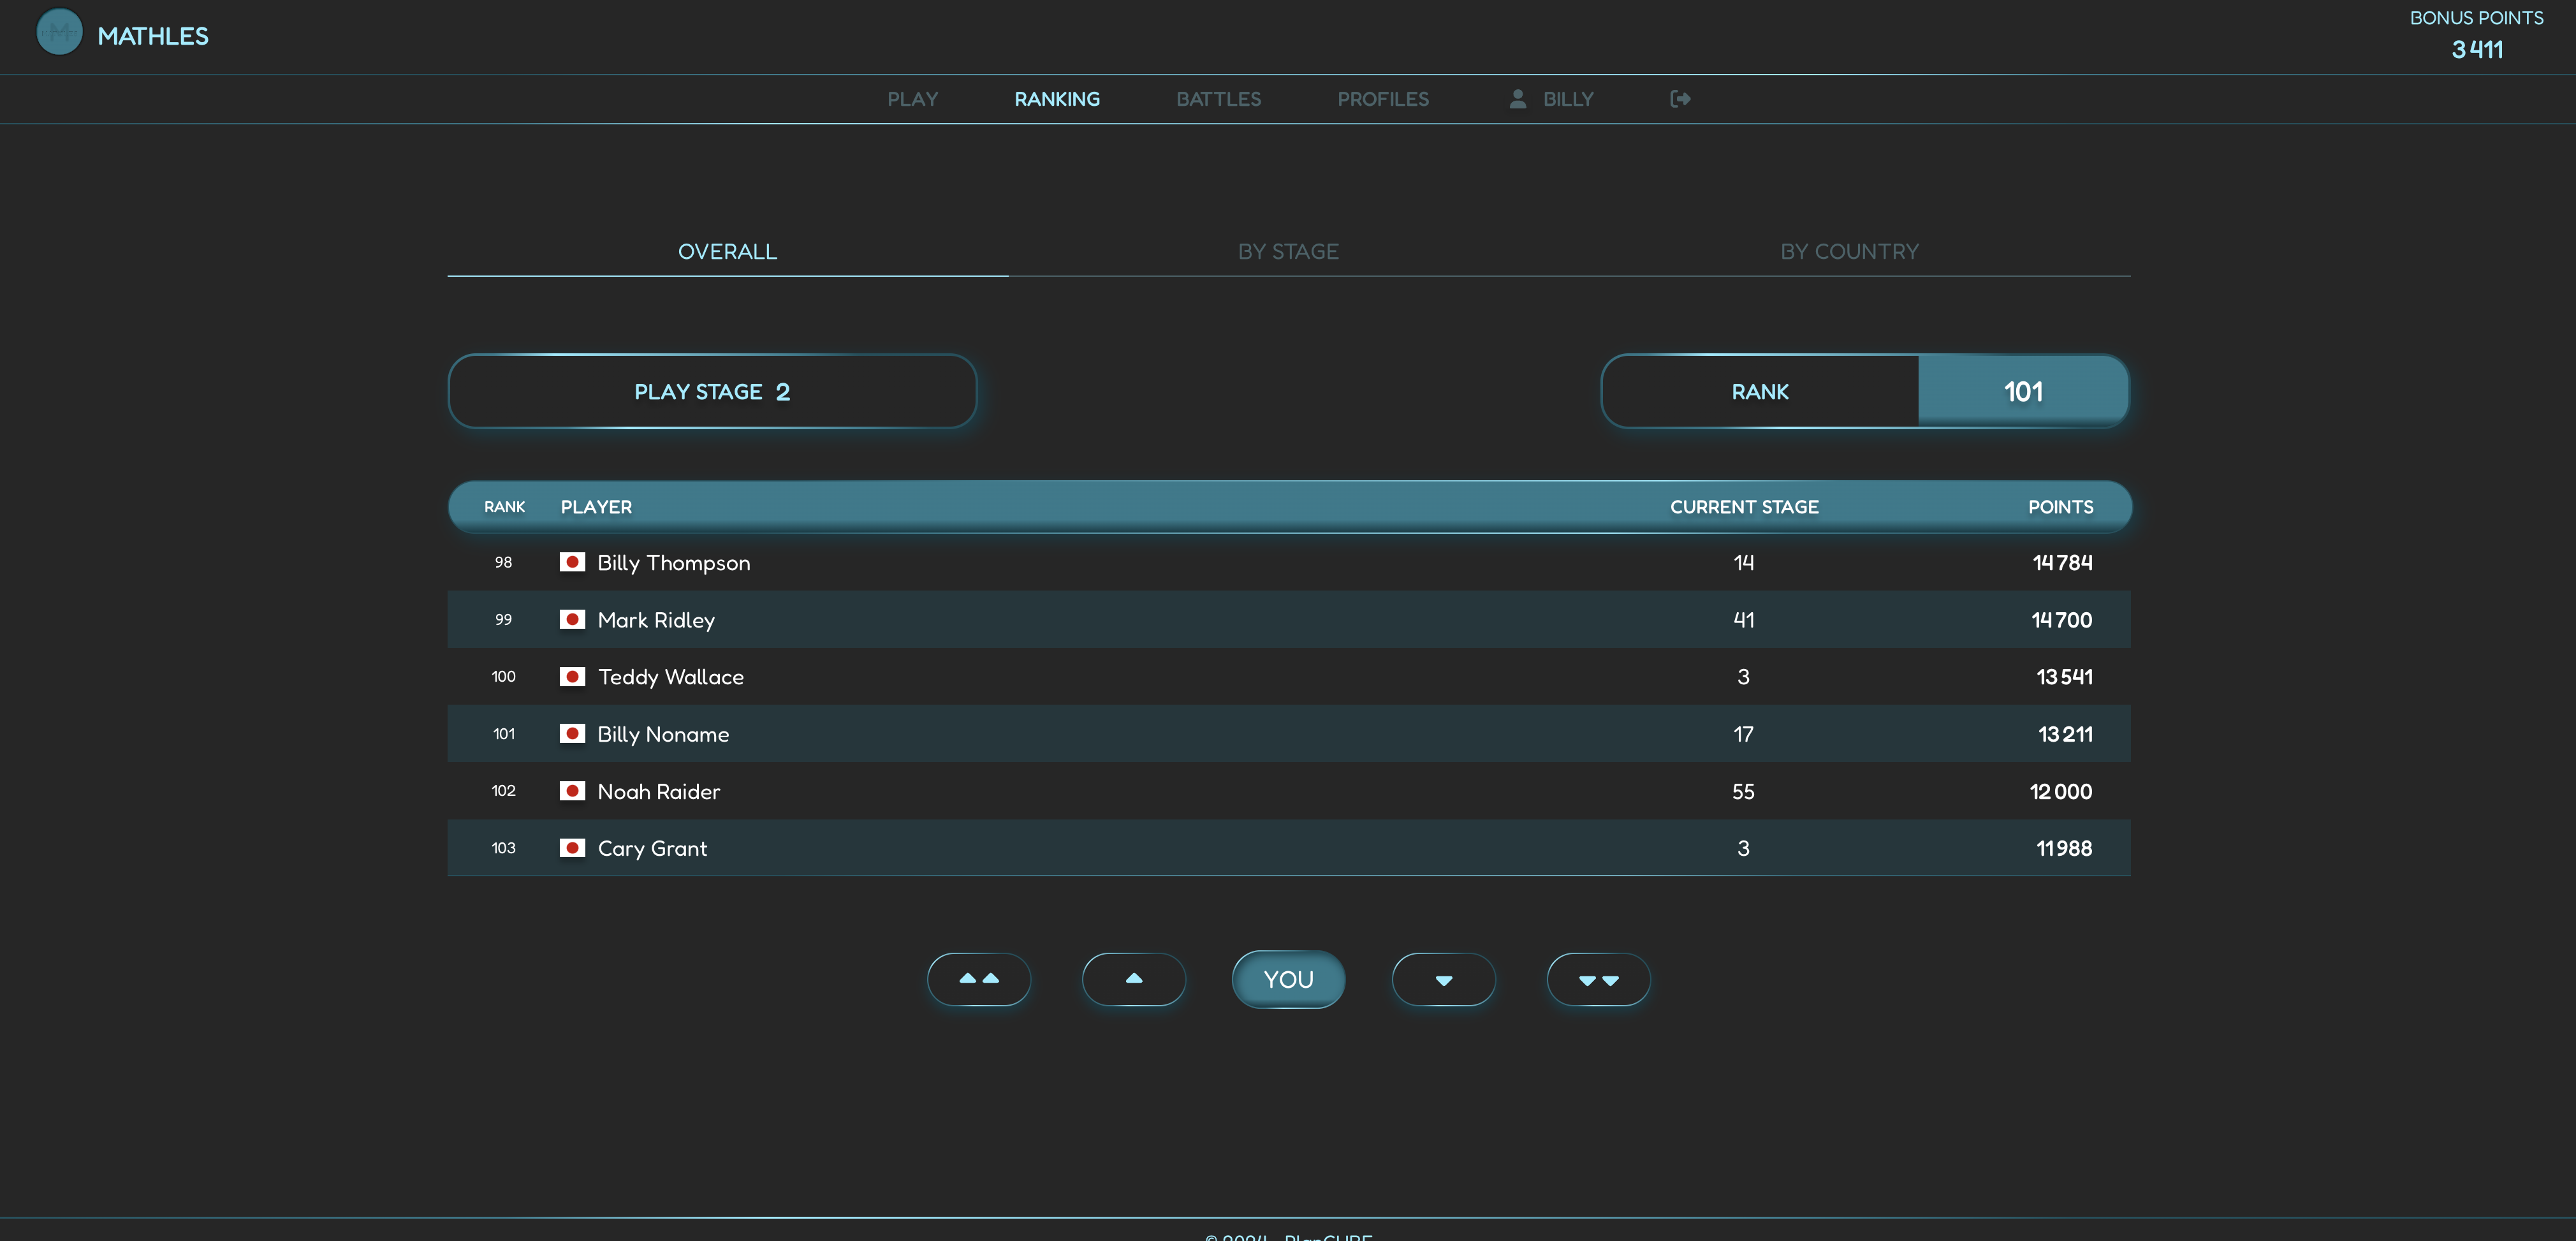 MATHLES
BONUS POINTS
3 411
PLAY RANKING BATTLES PROFILES BILLY
OVERALL BY STAGE BY COUNTRY
PLAY STAGE 2 RANK 101
RANK PLAYER CURRENT STAGE POINTS
98 Billy Thompson 14 14 784
99 Mark Ridley 41 14 700
100 Teddy Wallace 3 13 541
101 Billy Noname 17 13 211
102 Noah Raider 55 12 000
103 Cary Grant 3 11 988
YOU